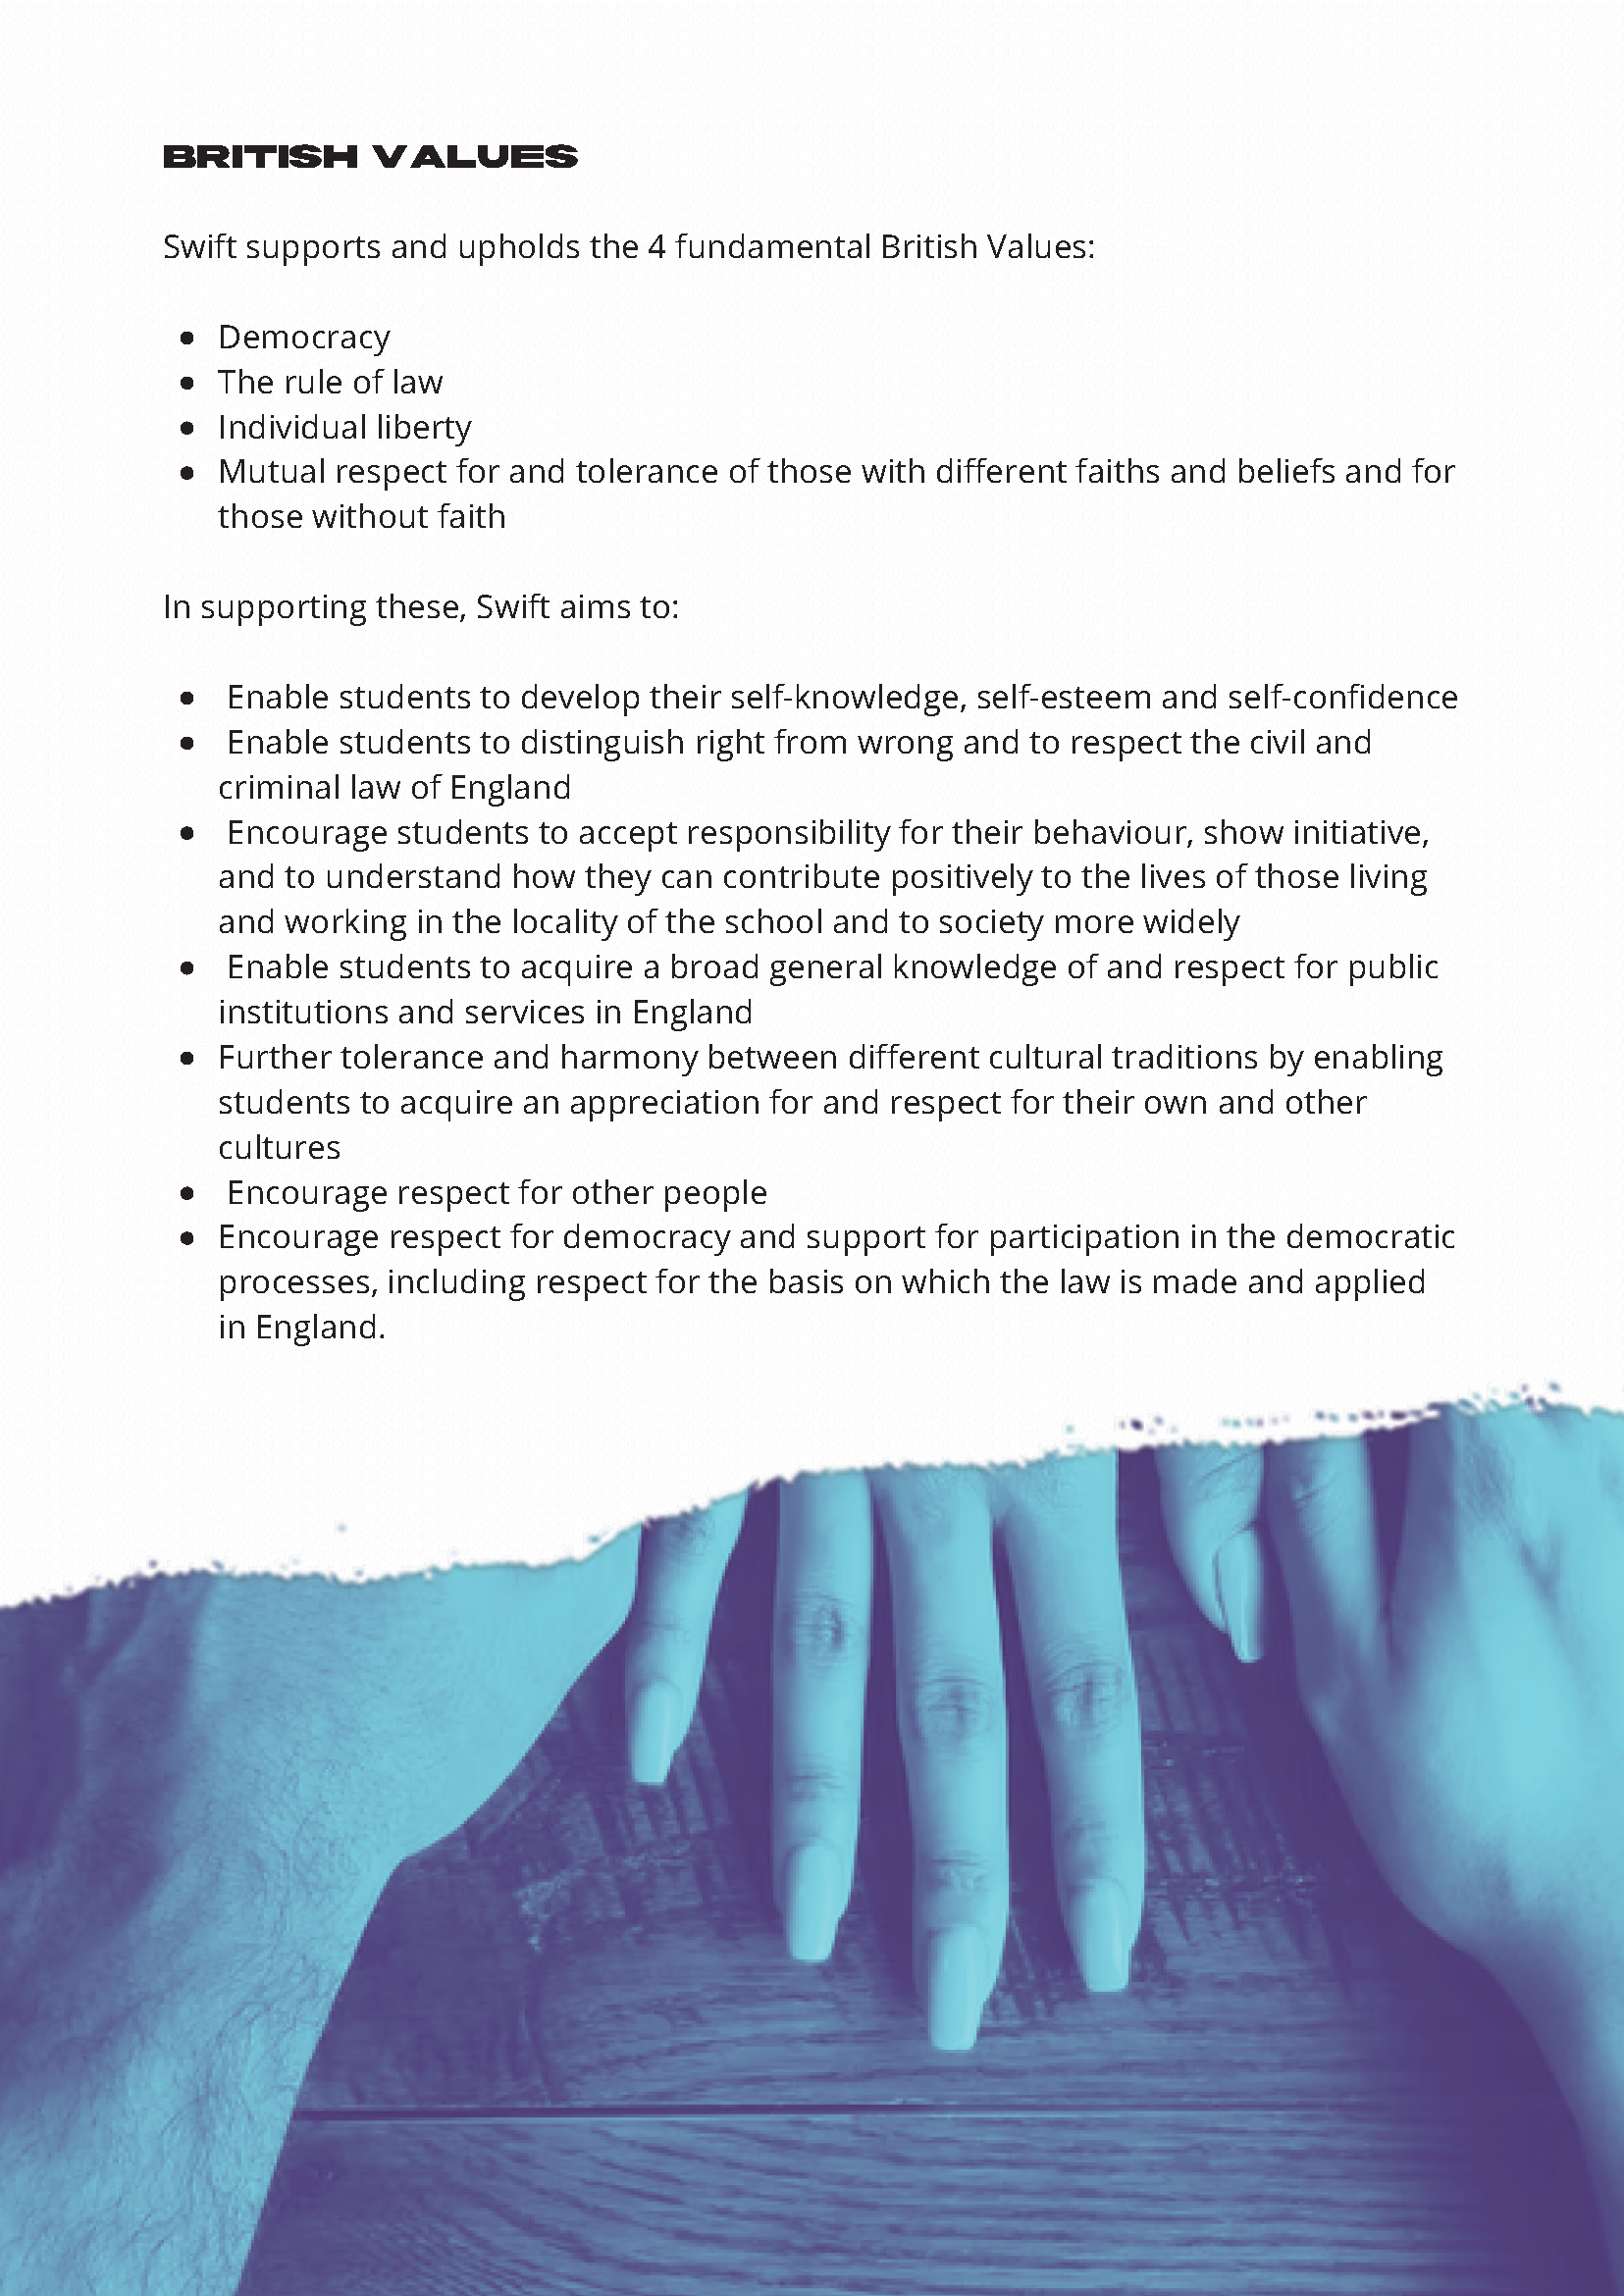 BRITISH VALUES
Swift supports and upholds the 4 fundamental British Values:
• Democracy
• The rule of law
• Individual liberty
• Mutual respect for and tolerance of those with different faiths and beliefs and for
those without faith
In supporting these, Swift aims to:
• Enable students to develop their self-knowledge, self-esteem and self-confidence
• Enable students to distinguish right from wrong and to respect the civil and
criminal law of England
• Encourage students to accept responsibility for their behaviour, show initiative,
and to understand how they can contribute positively to the lives of those living
and working in the locality of the school and to society more widely
• Enable students to acquire a broad general knowledge of and respect for public
institutions and services in England
• Further tolerance and harmony between different cultural traditions by enabling
students to acquire an appreciation for and respect for their own and other
cultures
• Encourage respect for other people
• Encourage respect for democracy and support for participation in the democratic
processes, including respect for the basis on which the law is made and applied
in England.